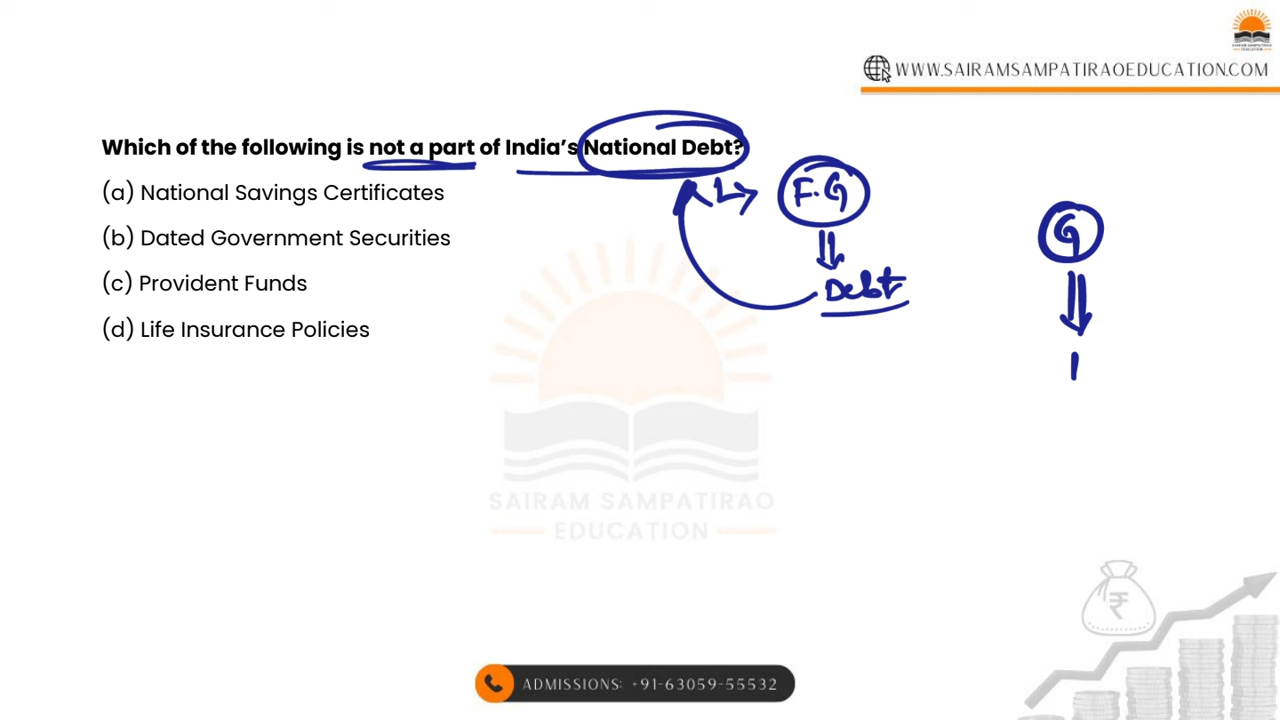 WWW.SAIRAMSAMPATIRAOEDUCATION.COM
Which of the following is not a part of India's National Debt?
(a) National Savings Certificates
(b) Dated Government Securities
(c) Provident Funds
(d) Life Insurance Policies
F.G
Debt
G
SAIRAM SAMPATIRAO
EDUCATION
ADMISSIONS: +91-63059-55532